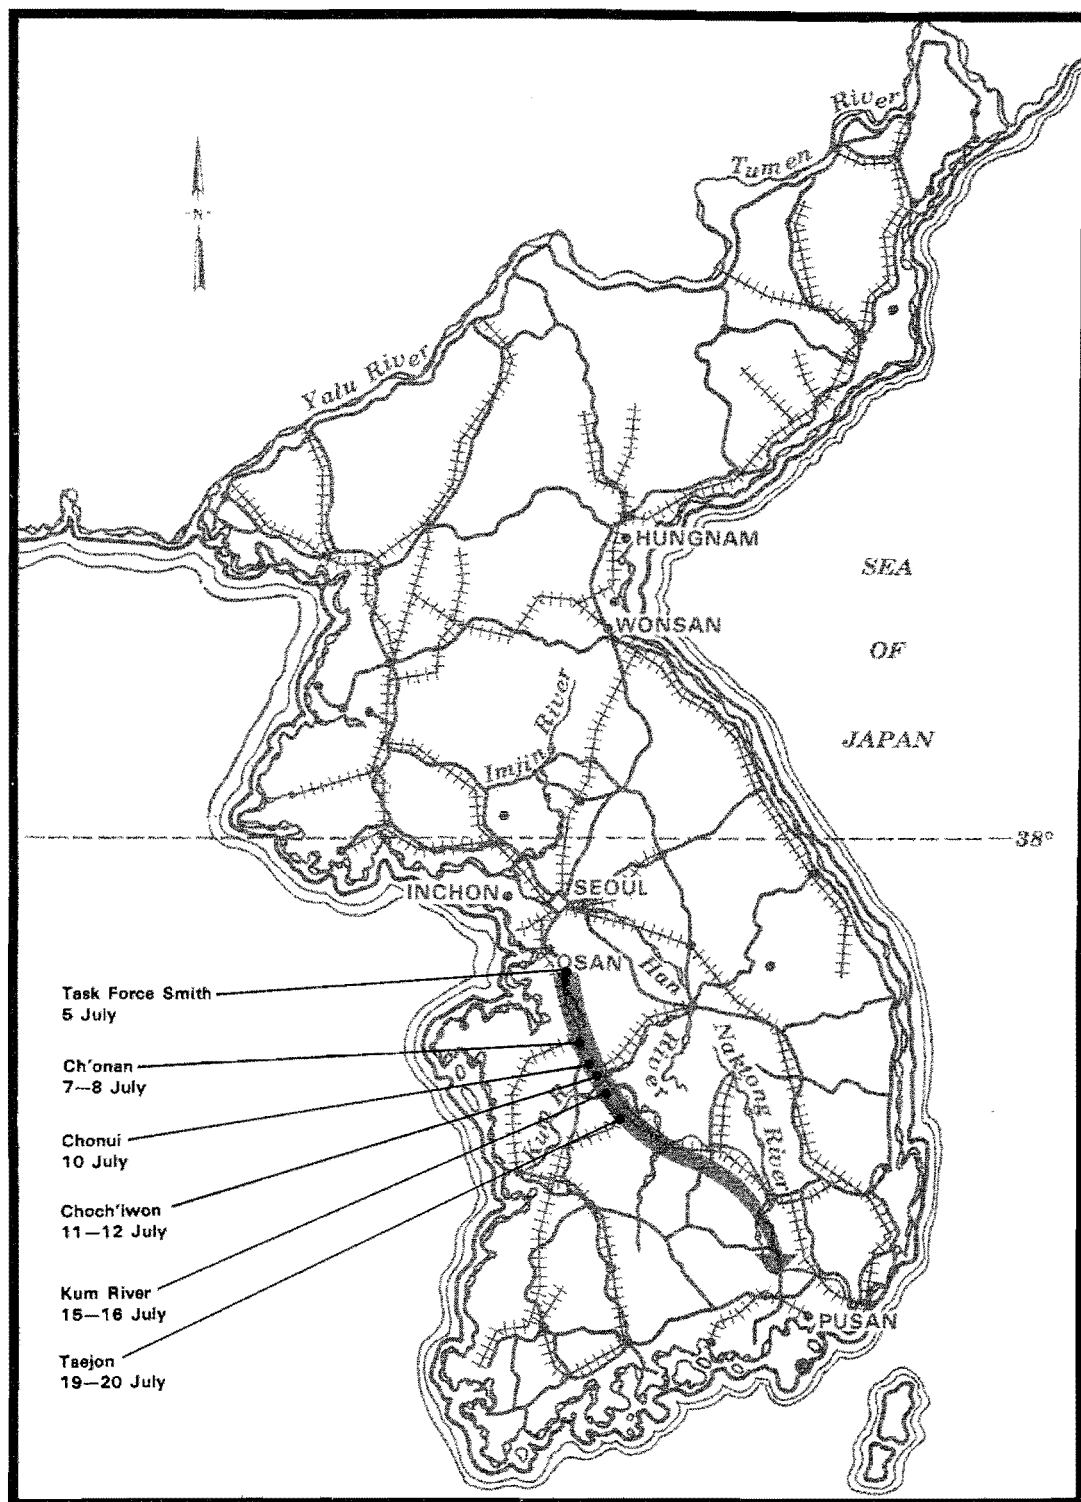 River
Tumen
-N-
Yalu River
HUNGNAM
SEA
WONSAN
OF
Imjin River
JAPAN
38°
INCHON
SEOUL
OSAN
Han
River
Task Force Smith
5 July
Ch'onan
7—8 July
Naktong River
Kum R
Chonui
10 July
Choch'iwon
11—12 July
Kum River
15—16 July
PUSAN
Taejon
19—20 July